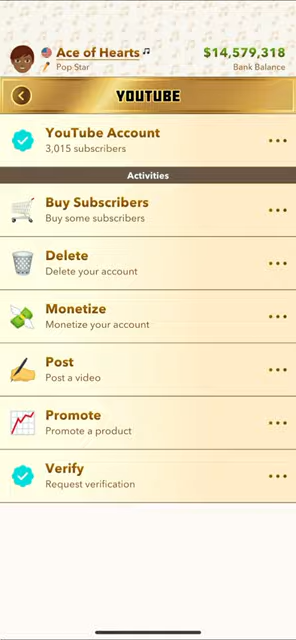 Ace of Hearts
$14,579,318
Pop Star
Bank Balance
YOUTUBE
YouTube Account
3,015 subscribers
Activities
Buy Subscribers
Buy some subscribers
Delete
Delete your account
Monetize
Monetize your account
Post
Post a video
Promote
Promote a product
Verify
Request verification